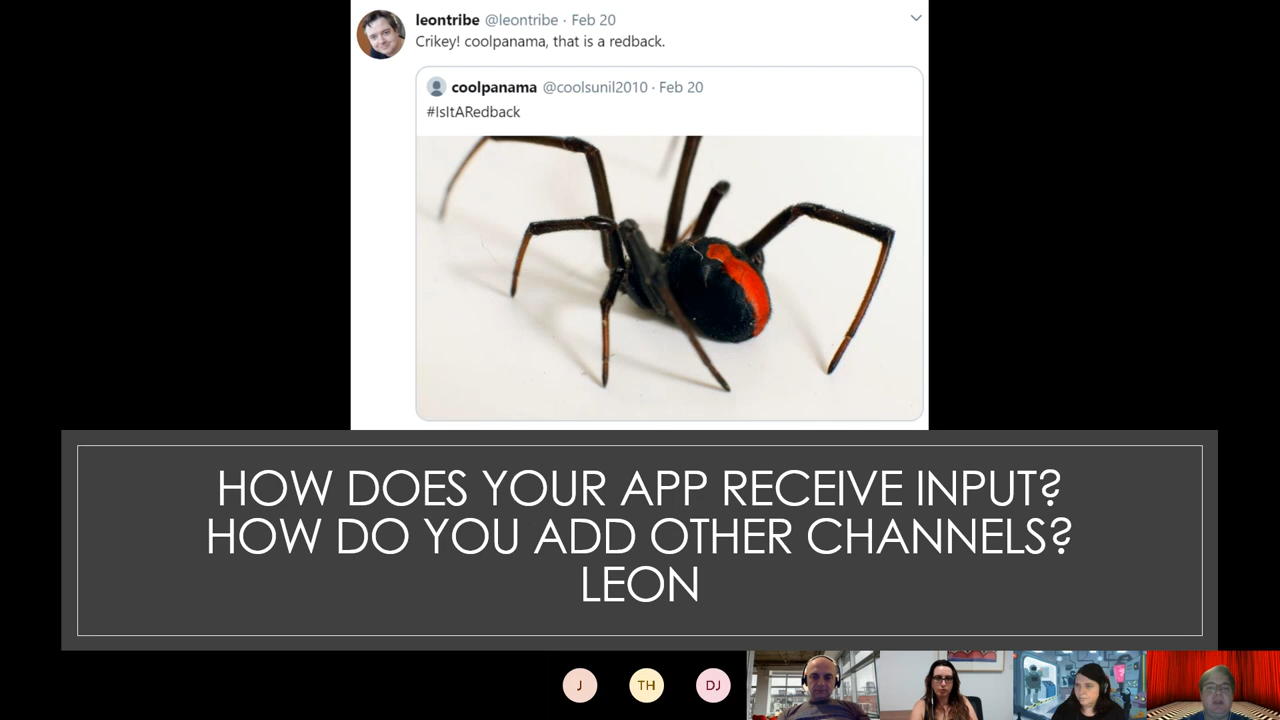 leontribe @leontribe · Feb 20
Crikey! coolpanama, that is a redback.
coolpanama @coolsunil2010 · Feb 20
#IsItARedback
HOW DOES YOUR APP RECEIVE INPUT?
HOW DO YOU ADD OTHER CHANNELS?
LEON
J TH DJ